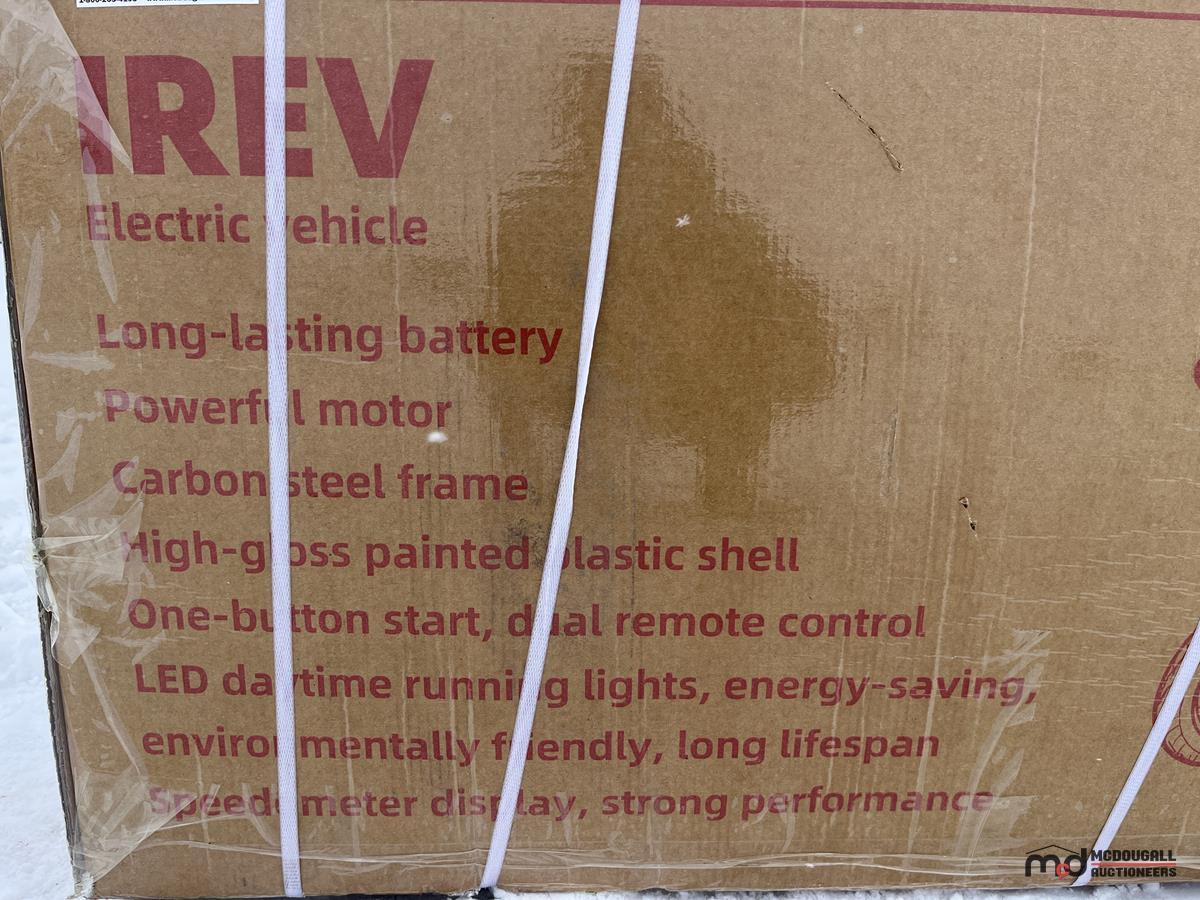 IREV
Electric vehicle
Long-lasting battery
Powerful motor
Carbon steel frame
High-gloss painted plastic shell
One-button start, dual remote control
LED daytime running lights, energy-saving,
environmentally friendly, long lifespan
Speedometer display, strong performance
mcd MCDOUGALL
AUCTIONEERS